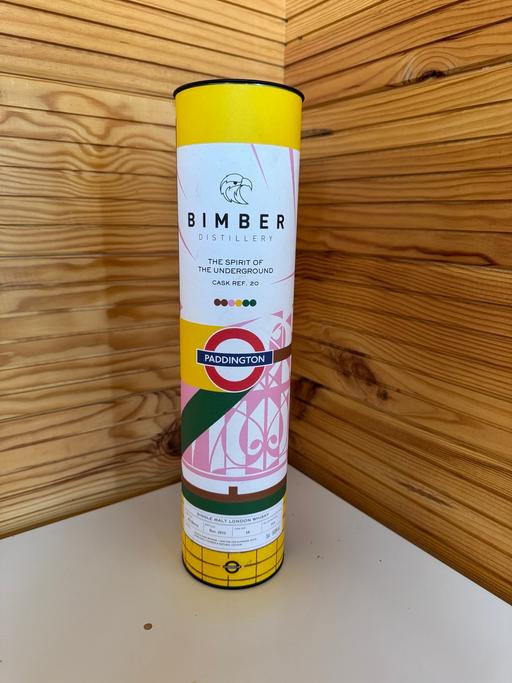 BIMBER
DISTILLERY
THE SPIRIT OF
THE UNDERGROUND
CASK REF. 20
PADDINGTON
SINGLE MALT LONDON WHISKY